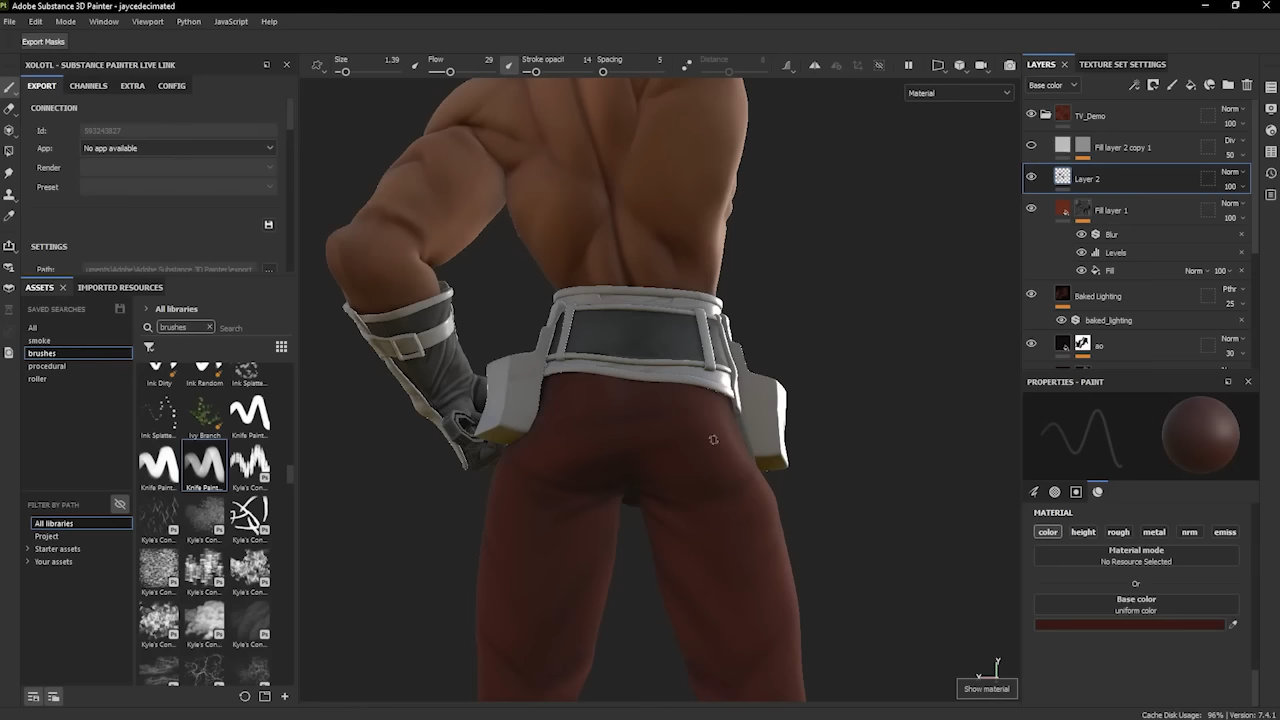 Adobe Substance 3D Painter - jaycedecimated
File Edit Mode Window Viewport Python JavaScript Help
Export Masks
XOLOTL - SUBSTANCE PAINTER LIVE LINK
EXPORT CHANNELS EXTRA CONFIG
CONNECTION
Id: 593243827
App: No app available
Render
Preset
SETTINGS
Path:
ASSETS IMPORTED RESOURCES
SAVED SEARCHES
All
smoke
brushes
procedural
roller
FILTER BY PATH
All libraries
Project
Starter assets
Your assets
All libraries
brushes Search
Ink Dirty Ink Random Ink Splatte...
Ink Splatte... Ivy Branch Knife Paint...
Knife Paint... Knife Paint... Kyle's Con...
Kyle's Con... Kyle's Con... Kyle's Con...
Kyle's Con... Kyle's Con... Kyle's Con...
Kyle's Con... Kyle's Con... Kyle's Con...
Size 1.39 Flow 29 Stroke opacit 14 Spacing 5 Distance 8
Material
Y
Show material
LAYERS TEXTURE SET SETTINGS
Base color
TV_Demo Norm 100
Fill layer 2 copy 1 Div 50
Layer 2 Norm 100
Fill layer 1 Norm 100
Blur
Levels
Fill Norm 100
Baked Lighting Pthr 25
baked_lighting
ao Norm 30
PROPERTIES - PAINT
MATERIAL
color height rough metal nrm emiss
Material mode
No Resource Selected
Or
Base color
uniform color
Cache Disk Usage: 96% | Version: 7.4.1